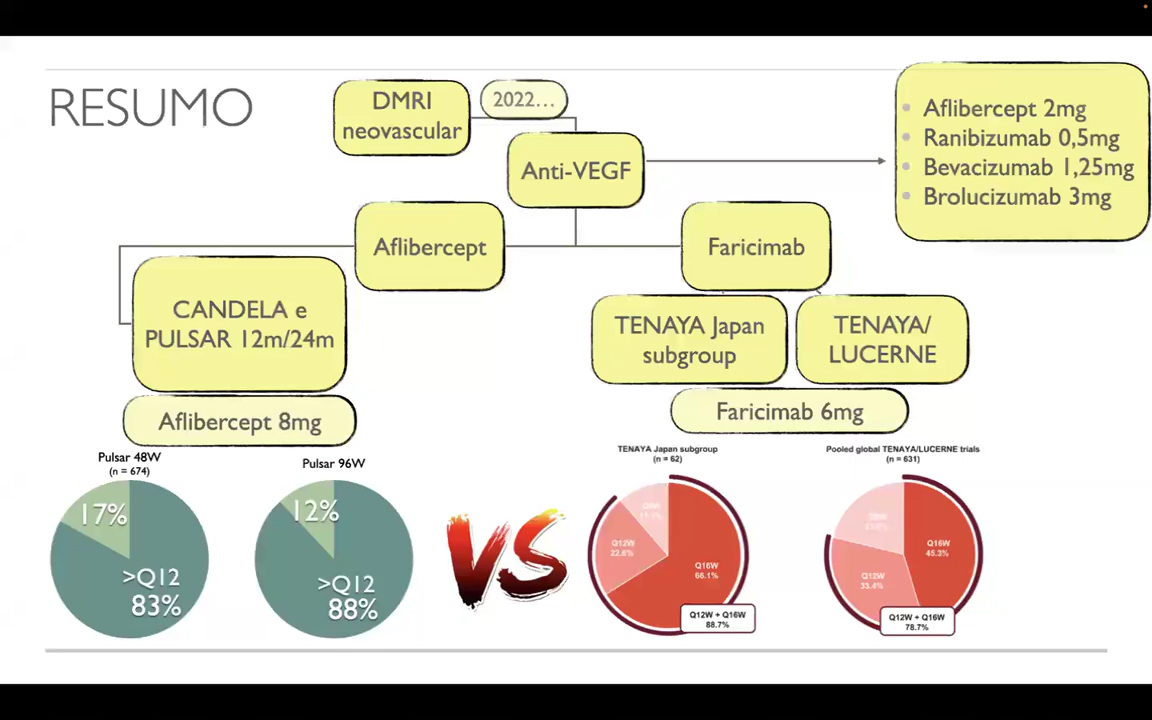 RESUMO
DMRI
neovascular
2022...
Anti-VEGF
Aflibercept 2mg
Ranibizumab 0,5mg
Bevacizumab 1,25mg
Brolucizumab 3mg
Aflibercept
Faricimab
CANDELA e
PULSAR 12m/24m
TENAYA Japan
subgroup
TENAYA/
LUCERNE
Aflibercept 8mg
Faricimab 6mg
Pulsar 48W
(n = 674)
17%
>Q12
83%
Pulsar 96W
12%
>Q12
88%
VS
TENAYA Japan subgroup
(n = 62)
Q12W
22.6%
Q16W
66.1%
Q12W + Q16W
88.7%
Pooled global TENAYA/LUCERNE trials
(n = 631)
Q16W
45.3%
Q12W
33.4%
Q12W + Q16W
78.7%